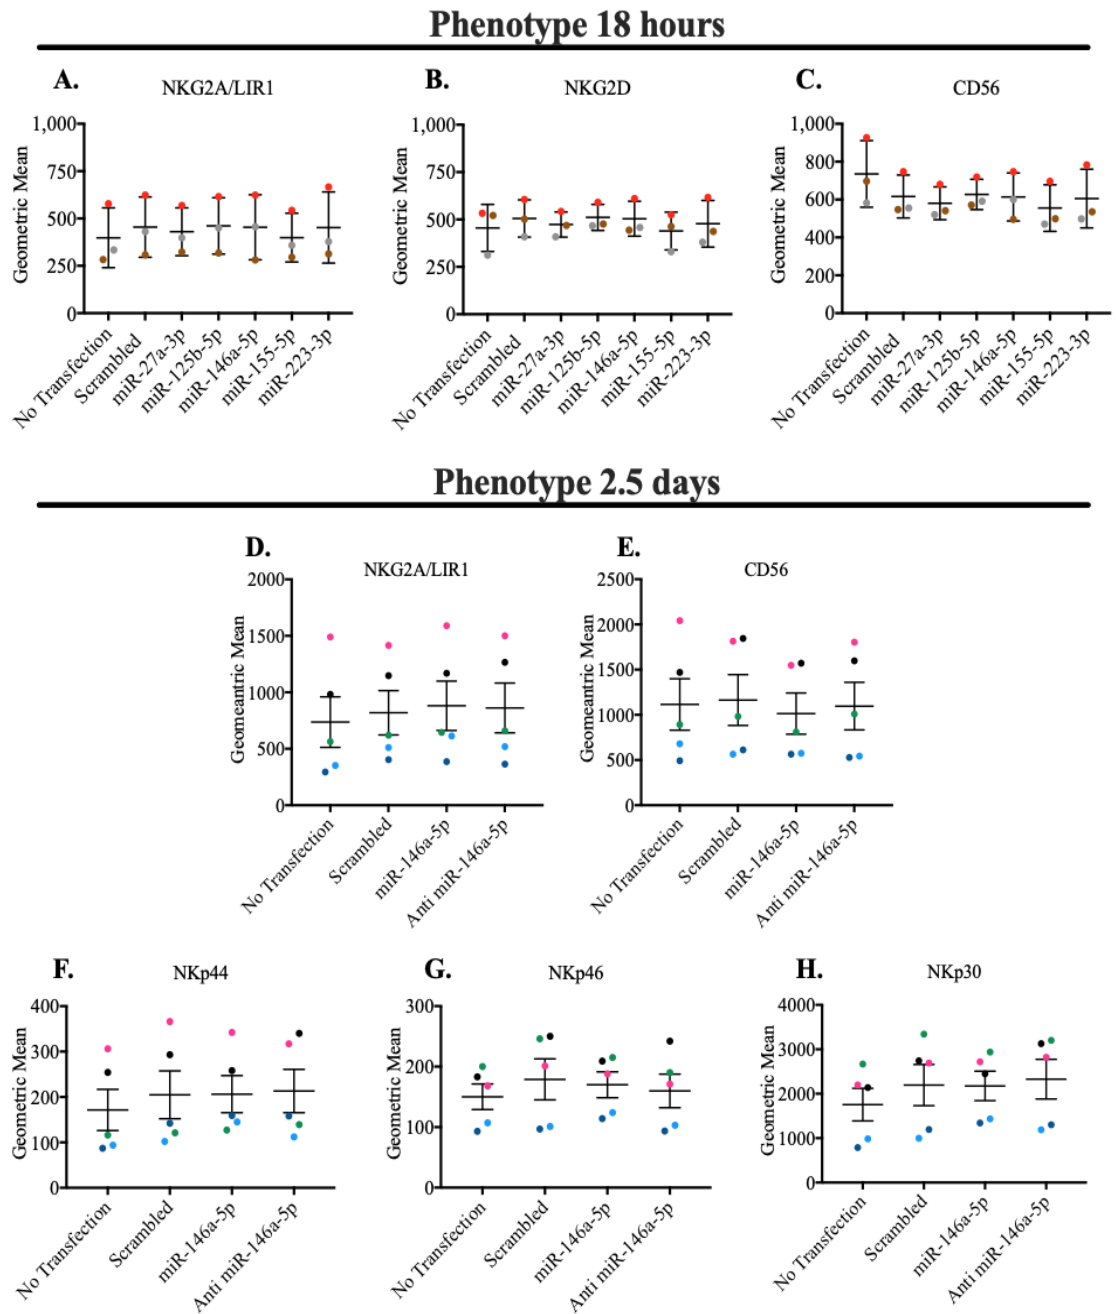 Phenotype 18 hours
A.
NKG2A/LIR1
Geometric Mean
1,000
750
500
250
0
No Transfection
Scrambled
miR-27a-3p
miR-125b-5p
miR-146a-5p
miR-155-5p
miR-223-3p
B.
NKG2D
Geometric Mean
1,000
750
500
250
0
No Transfection
Scrambled
miR-27a-3p
miR-125b-5p
miR-146a-5p
miR-155-5p
miR-223-3p
C.
CD56
Geometric Mean
1,000
800
600
400
200
0
No Transfection
Scrambled
miR-27a-3p
miR-125b-5p
miR-146a-5p
miR-155-5p
miR-223-3p
Phenotype 2.5 days
D.
NKG2A/LIR1
Geomeantric Mean
2000
1500
1000
500
0
No Transfection
Scrambled
miR-146a-5p
Anti miR-146a-5p
E.
CD56
Geomeantric Mean
2500
2000
1500
1000
500
0
No Transfection
Scrambled
miR-146a-5p
Anti miR-146a-5p
F.
NKp44
Geometric Mean
400
300
200
100
0
No Transfection
Scrambled
miR-146a-5p
Anti miR-146a-5p
G.
NKp46
Geometric Mean
300
200
100
0
No Transfection
Scrambled
miR-146a-5p
Anti miR-146a-5p
H.
NKp30
Geometric Mean
4000
3000
2000
1000
0
No Transfection
Scrambled
miR-146a-5p
Anti miR-146a-5p